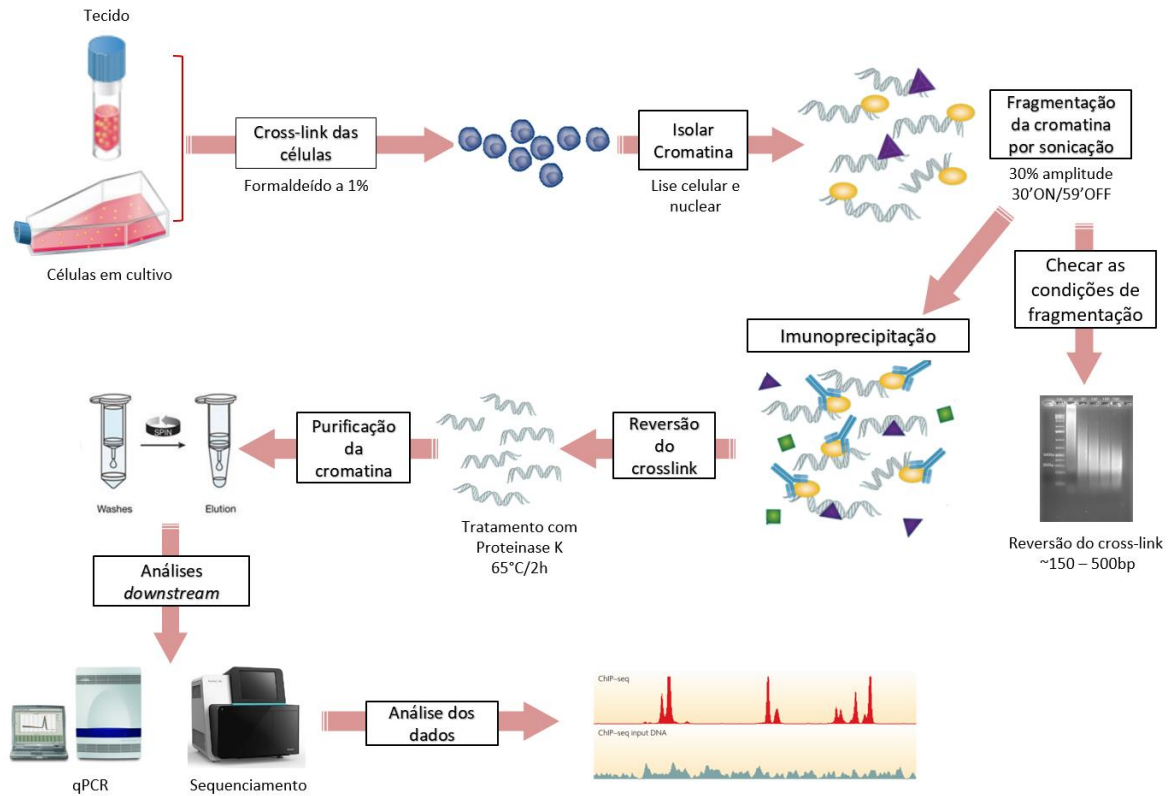 Tecido
Células em cultivo
Cross-link das
células
Formaldeído a 1%
Isolar
Cromatina
Lise celular e
nuclear
Fragmentação
da cromatina
por sonicação
30% amplitude
30’ON/59’OFF
Checar as
condições de
fragmentação
Reversão do cross-link
~150 – 500bp
Imunoprecipitação
Reversão
do
crosslink
Tratamento com
Proteinase K
65°C/2h
Purificação
da
cromatina
SPIN
Washes
Elution
Análises
downstream
qPCR
Sequenciamento
Análise dos
dados
ChIP–seq
ChIP–seq input DNA